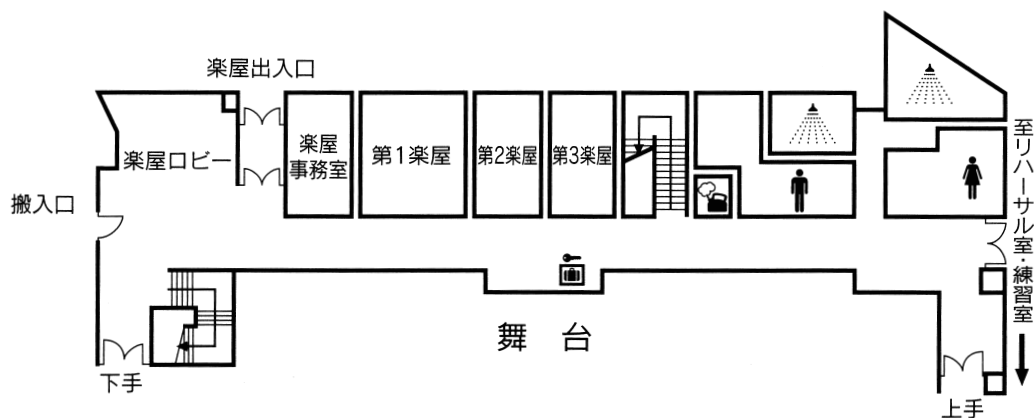 楽屋出入口
楽屋ロビー
楽屋
事務室
第1楽屋
第2楽屋
第3楽屋
搬入口
至リハーサル室・練習室
舞台
下手
上手